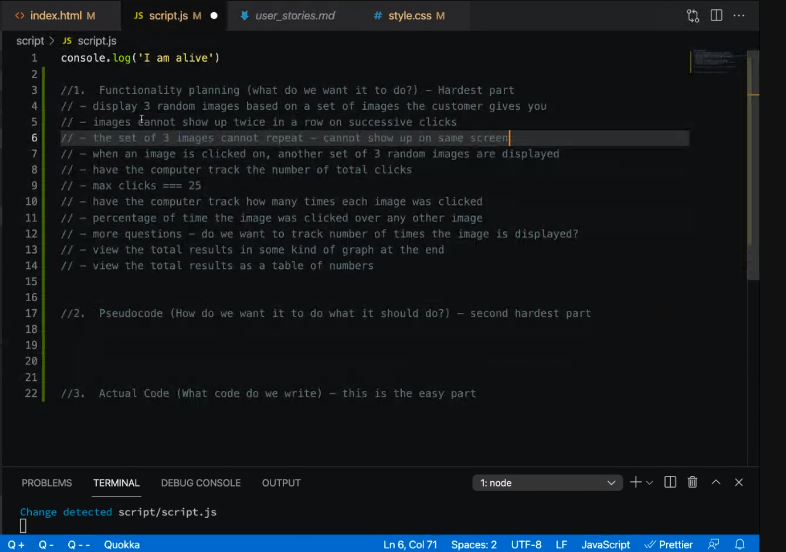 index.html M
JS script.js M
user_stories.md
# style.css M
script > JS script.js
1 console.log('I am alive')
2
3 //1. Functionality planning (what do we want it to do?) - Hardest part
4 // - display 3 random images based on a set of images the customer gives you
5 // - images cannot show up twice in a row on successive clicks
6 // - the set of 3 images cannot repeat - cannot show up on same screen
7 // - when an image is clicked on, another set of 3 random images are displayed
8 // - have the computer track the number of total clicks
9 // - max clicks === 25
10 // - have the computer track how many times each image was clicked
11 // - percentage of time the image was clicked over any other image
12 // - more questions - do we want to track number of times the image is displayed?
13 // - view the total results in some kind of graph at the end
14 // - view the total results as a table of numbers
15
16
17 //2. Pseudocode (How do we want it to do what it should do?) - second hardest part
18
19
20
21
22 //3. Actual Code (What code do we write) - this is the easy part
PROBLEMS TERMINAL DEBUG CONSOLE OUTPUT 1: node
Change detected script/script.js
Q + Q - Q - - Quokka Ln 6, Col 71 Spaces: 2 UTF-8 LF JavaScript Prettier